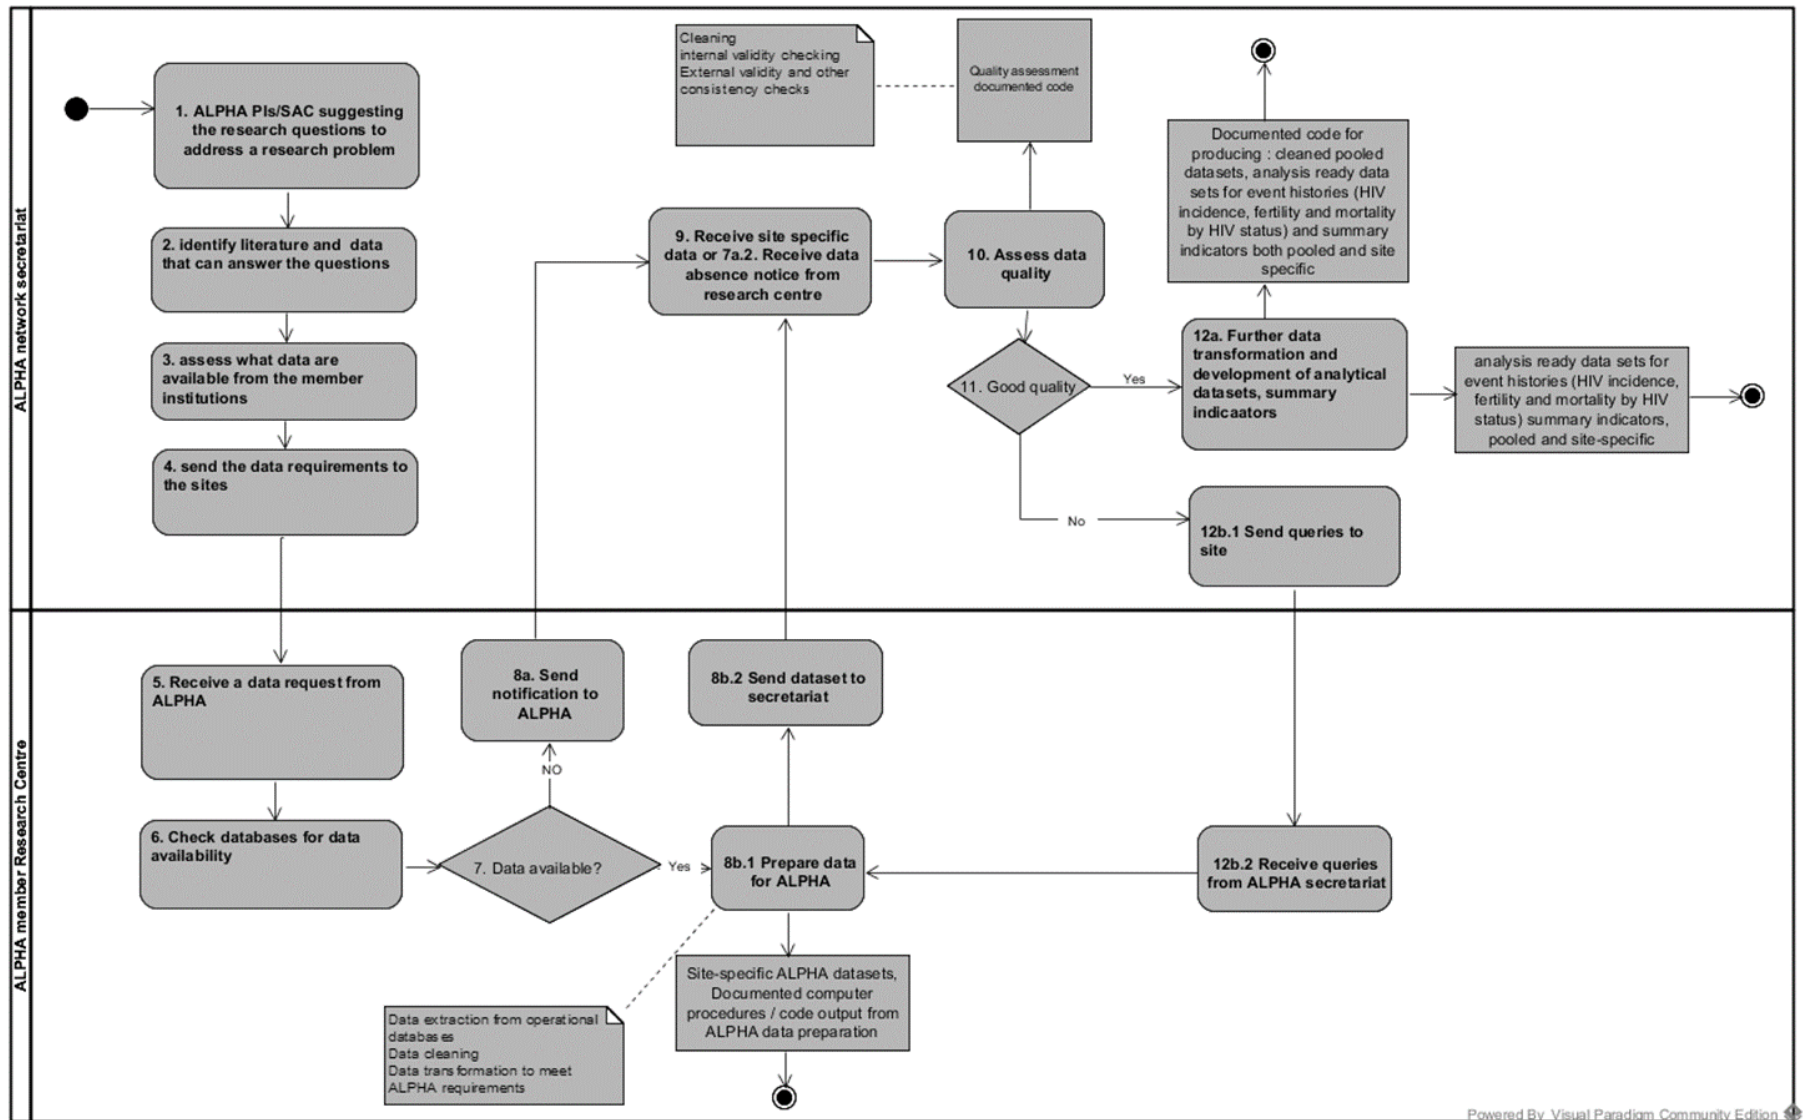 ALPHA network secretariat
1. ALPHA PIs/SAC suggesting
the research questions to
address a research problem
2. identify literature and data
that can answer the questions
3. assess what data are
available from the member
institutions
4. send the data requirements to
the sites
Cleaning
internal validity checking
External validity and other
consistency checks
Quality assessment
documented code
9. Receive site specific
data or 7a.2. Receive data
absence notice from
research centre
10. Assess data
quality
11. Good quality
Yes
No
Documented code for
producing : cleaned pooled
datasets, analysis ready data
sets for event histories (HIV
incidence, fertility and mortality
by HIV status) and summary
indicators both pooled and site
specific
12a. Further data
transformation and
development of analytical
datasets, summary
indicaators
analysis ready data sets for
event histories (HIV incidence,
fertility and mortality by HIV
status) summary indicators,
pooled and site-specific
12b.1 Send queries to
site
ALPHA member Research Centre
5. Receive a data request from
ALPHA
6. Check databases for data
availability
7. Data available?
NO
Yes
8a. Send
notification to
ALPHA
8b.2 Send dataset to
secretariat
8b.1 Prepare data
for ALPHA
12b.2 Receive queries
from ALPHA secretariat
Data extraction from operational
databases
Data cleaning
Data transformation to meet
ALPHA requirements
Site-specific ALPHA datasets,
Documented computer
procedures / code output from
ALPHA data preparation
Powered By Visual Paradigm Community Edition